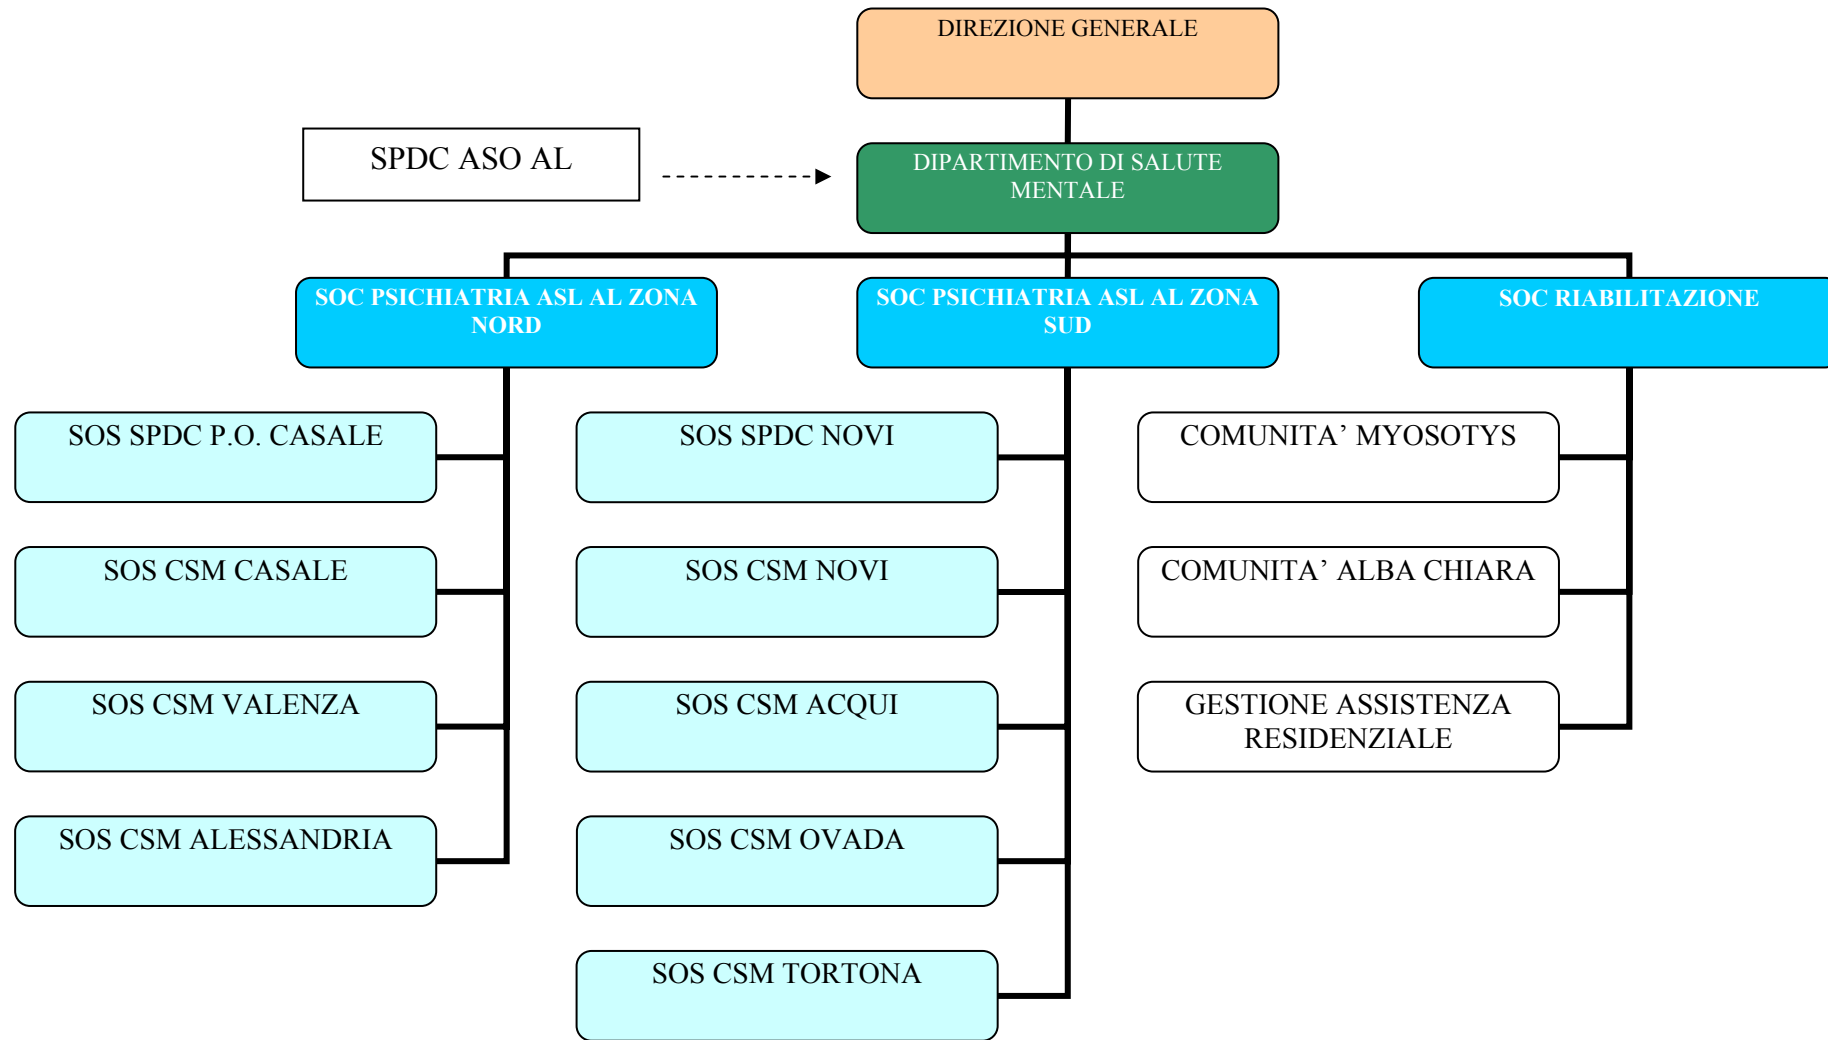 DIREZIONE GENERALE
SPDC ASO AL
DIPARTIMENTO DI SALUTE
MENTALE
SOC PSICHIATRIA ASL AL ZONA
NORD
SOC PSICHIATRIA ASL AL ZONA
SUD
SOC RIABILITAZIONE
SOS SPDC P.O. CASALE
SOS SPDC NOVI
COMUNITA’ MYOSOTYS
SOS CSM CASALE
SOS CSM NOVI
COMUNITA’ ALBA CHIARA
SOS CSM VALENZA
SOS CSM ACQUI
GESTIONE ASSISTENZA
RESIDENZIALE
SOS CSM ALESSANDRIA
SOS CSM OVADA
SOS CSM TORTONA